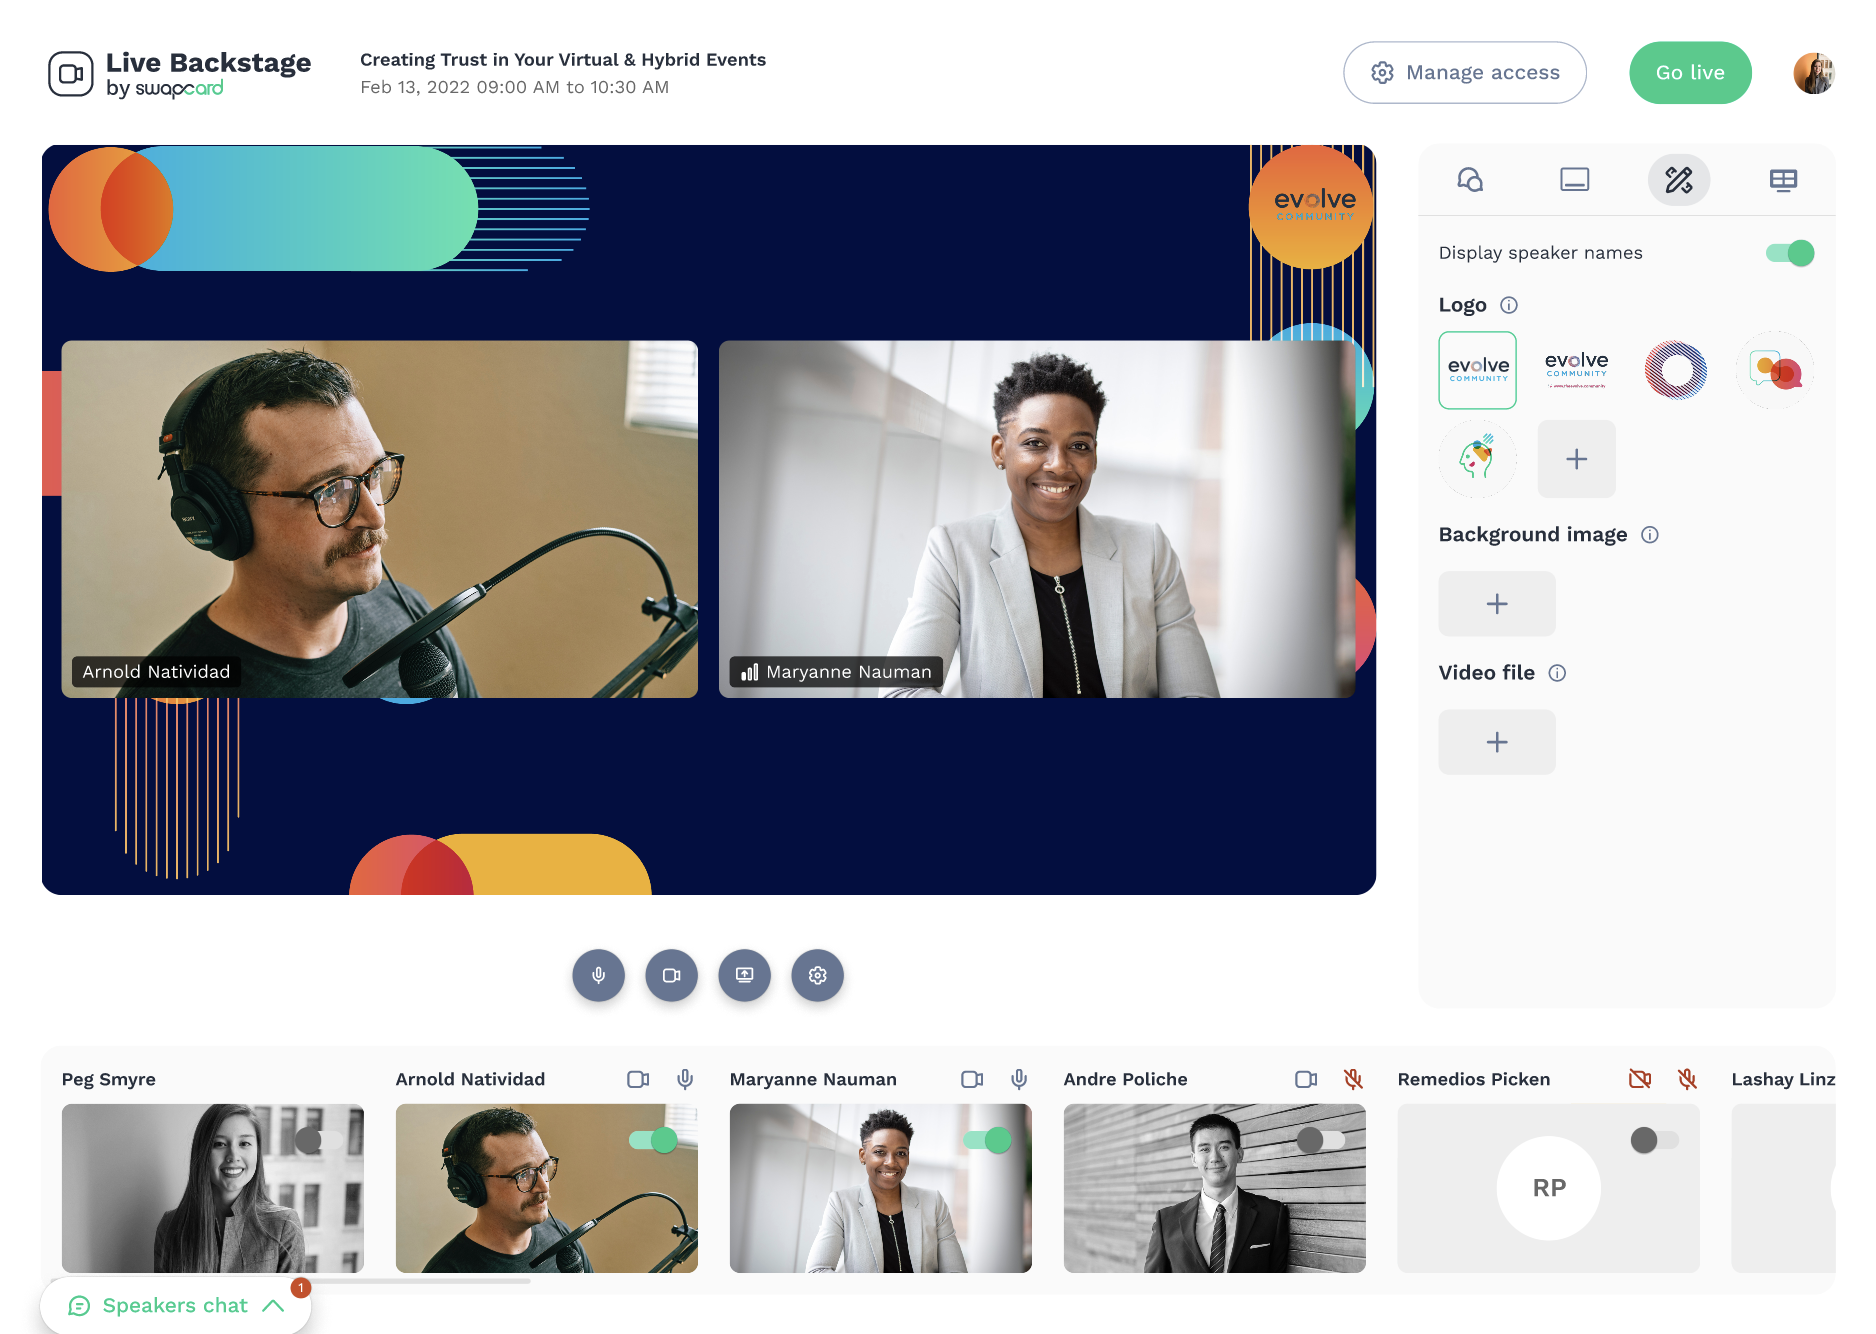 Live Backstage
by swapcard
Creating Trust in Your Virtual & Hybrid Events
Feb 13, 2022 09:00 AM to 10:30 AM
Manage access
Go live
evolve
COMMUNITY
Arnold Natividad
Maryanne Nauman
Display speaker names
Logo
evolve
COMMUNITY
evolve
COMMUNITY
Background image
Video file
Peg Smyre
Arnold Natividad
Maryanne Nauman
Andre Poliche
Remedios Picken
Lashay Linz
RP
Speakers chat
1